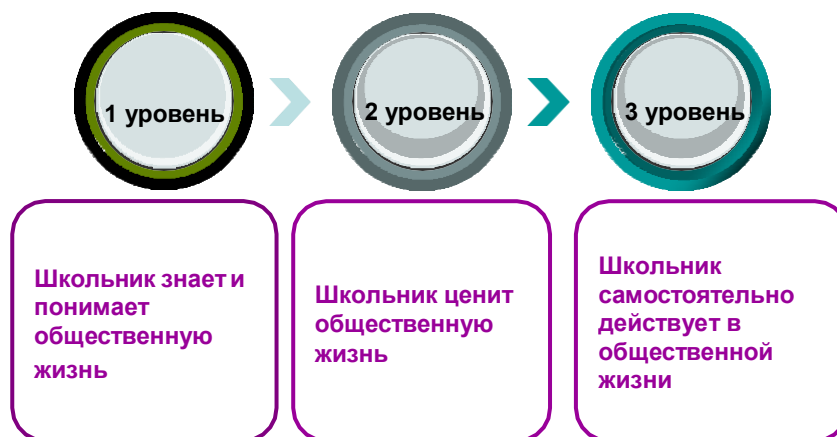 1 уровень
2 уровень
3 уровень
Школьник знает и
понимает
общественную
жизнь
Школьник ценит
общественную
жизнь
Школьник
самостоятельно
действует в
общественной
жизни